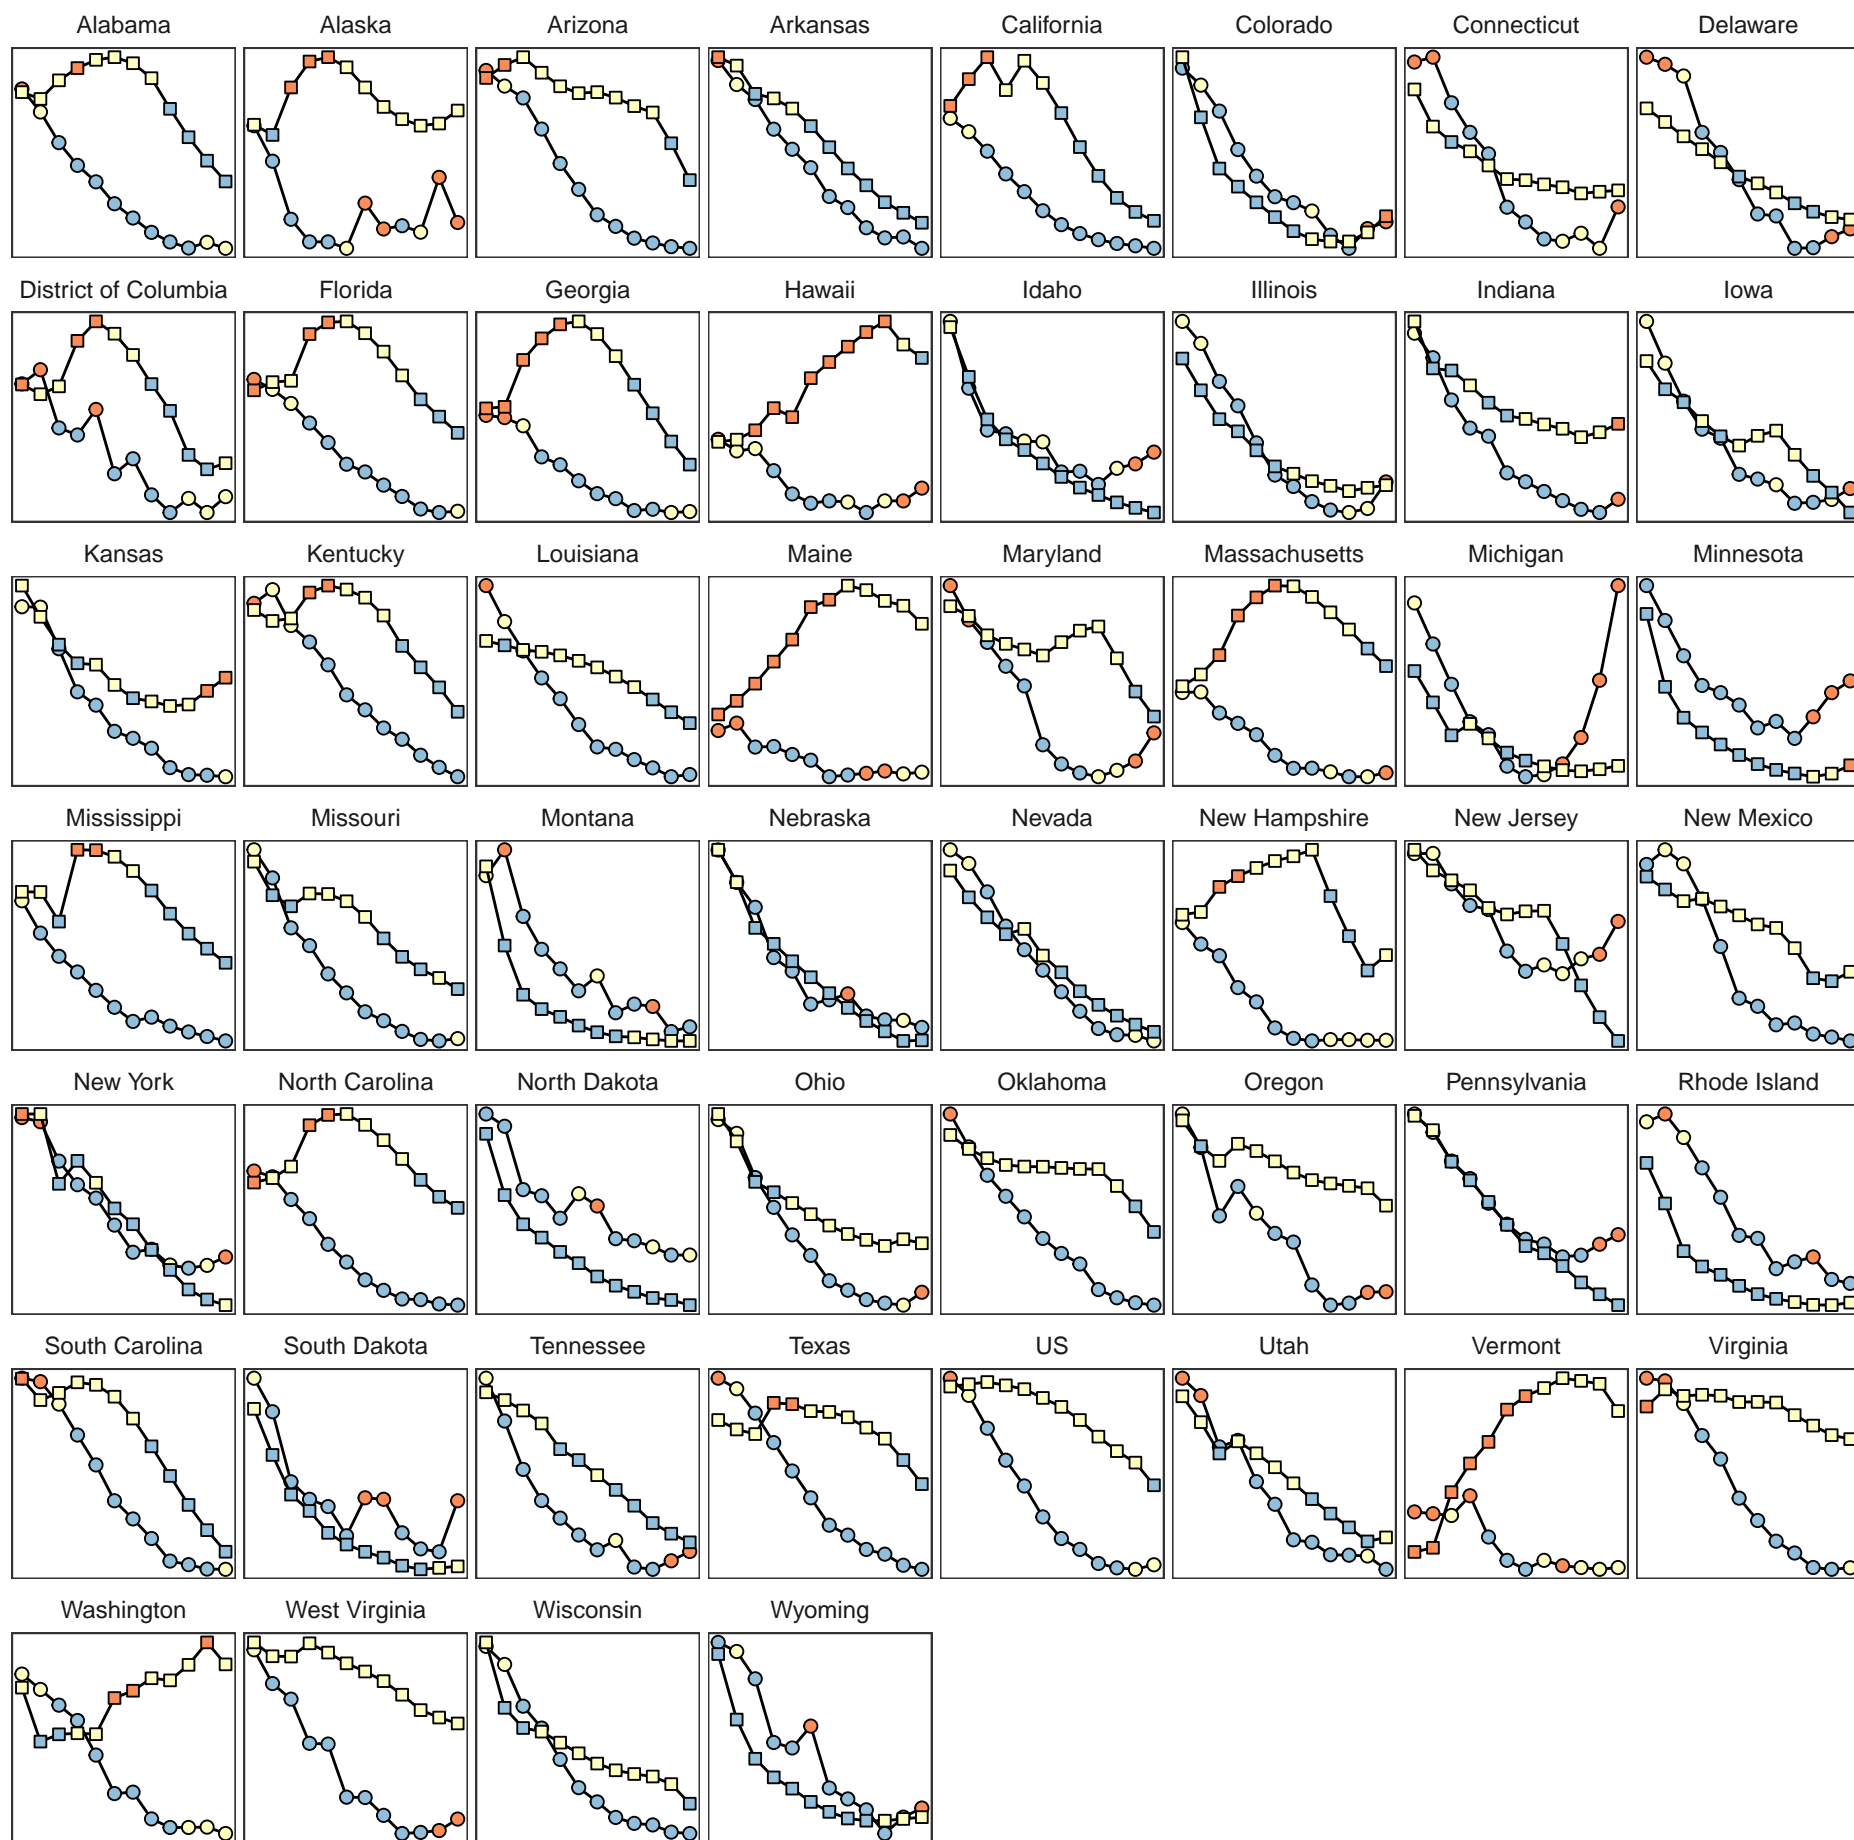 Alabama Alaska Arizona Arkansas California Colorado Connecticut Delaware
District of Columbia Florida Georgia Hawaii Idaho Illinois Indiana Iowa
Kansas Kentucky Louisiana Maine Maryland Massachusetts Michigan Minnesota
Mississippi Missouri Montana Nebraska Nevada New Hampshire New Jersey New Mexico
New York North Carolina North Dakota Ohio Oklahoma Oregon Pennsylvania Rhode Island
South Carolina South Dakota Tennessee Texas US Utah Vermont Virginia
Washington West Virginia Wisconsin Wyoming